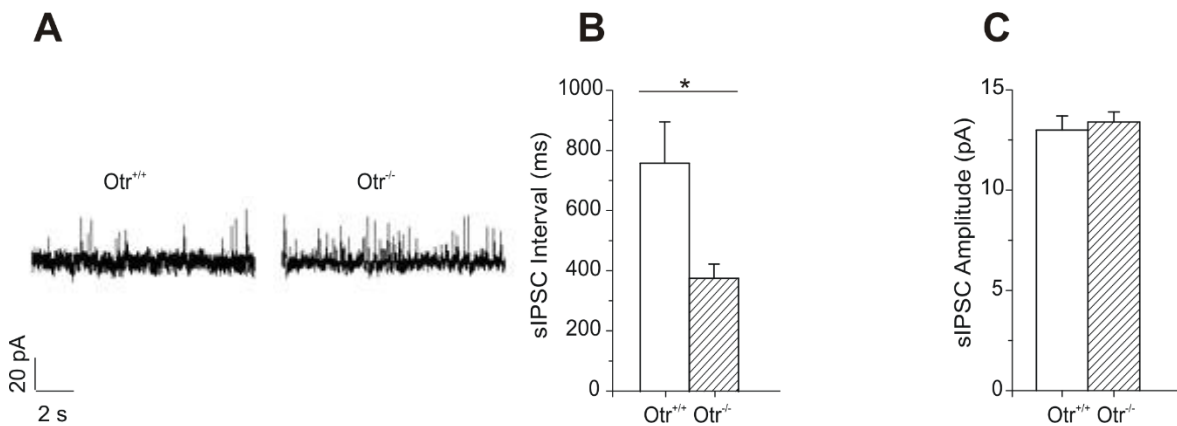 A
Otr+/+
Otr-/-
20 pA
2 s
B
sIPSC Interval (ms)
1000
800
600
400
200
0
*
Otr+/+ Otr-/-
C
sIPSC Amplitude (pA)
15
10
5
0
Otr+/+ Otr-/-